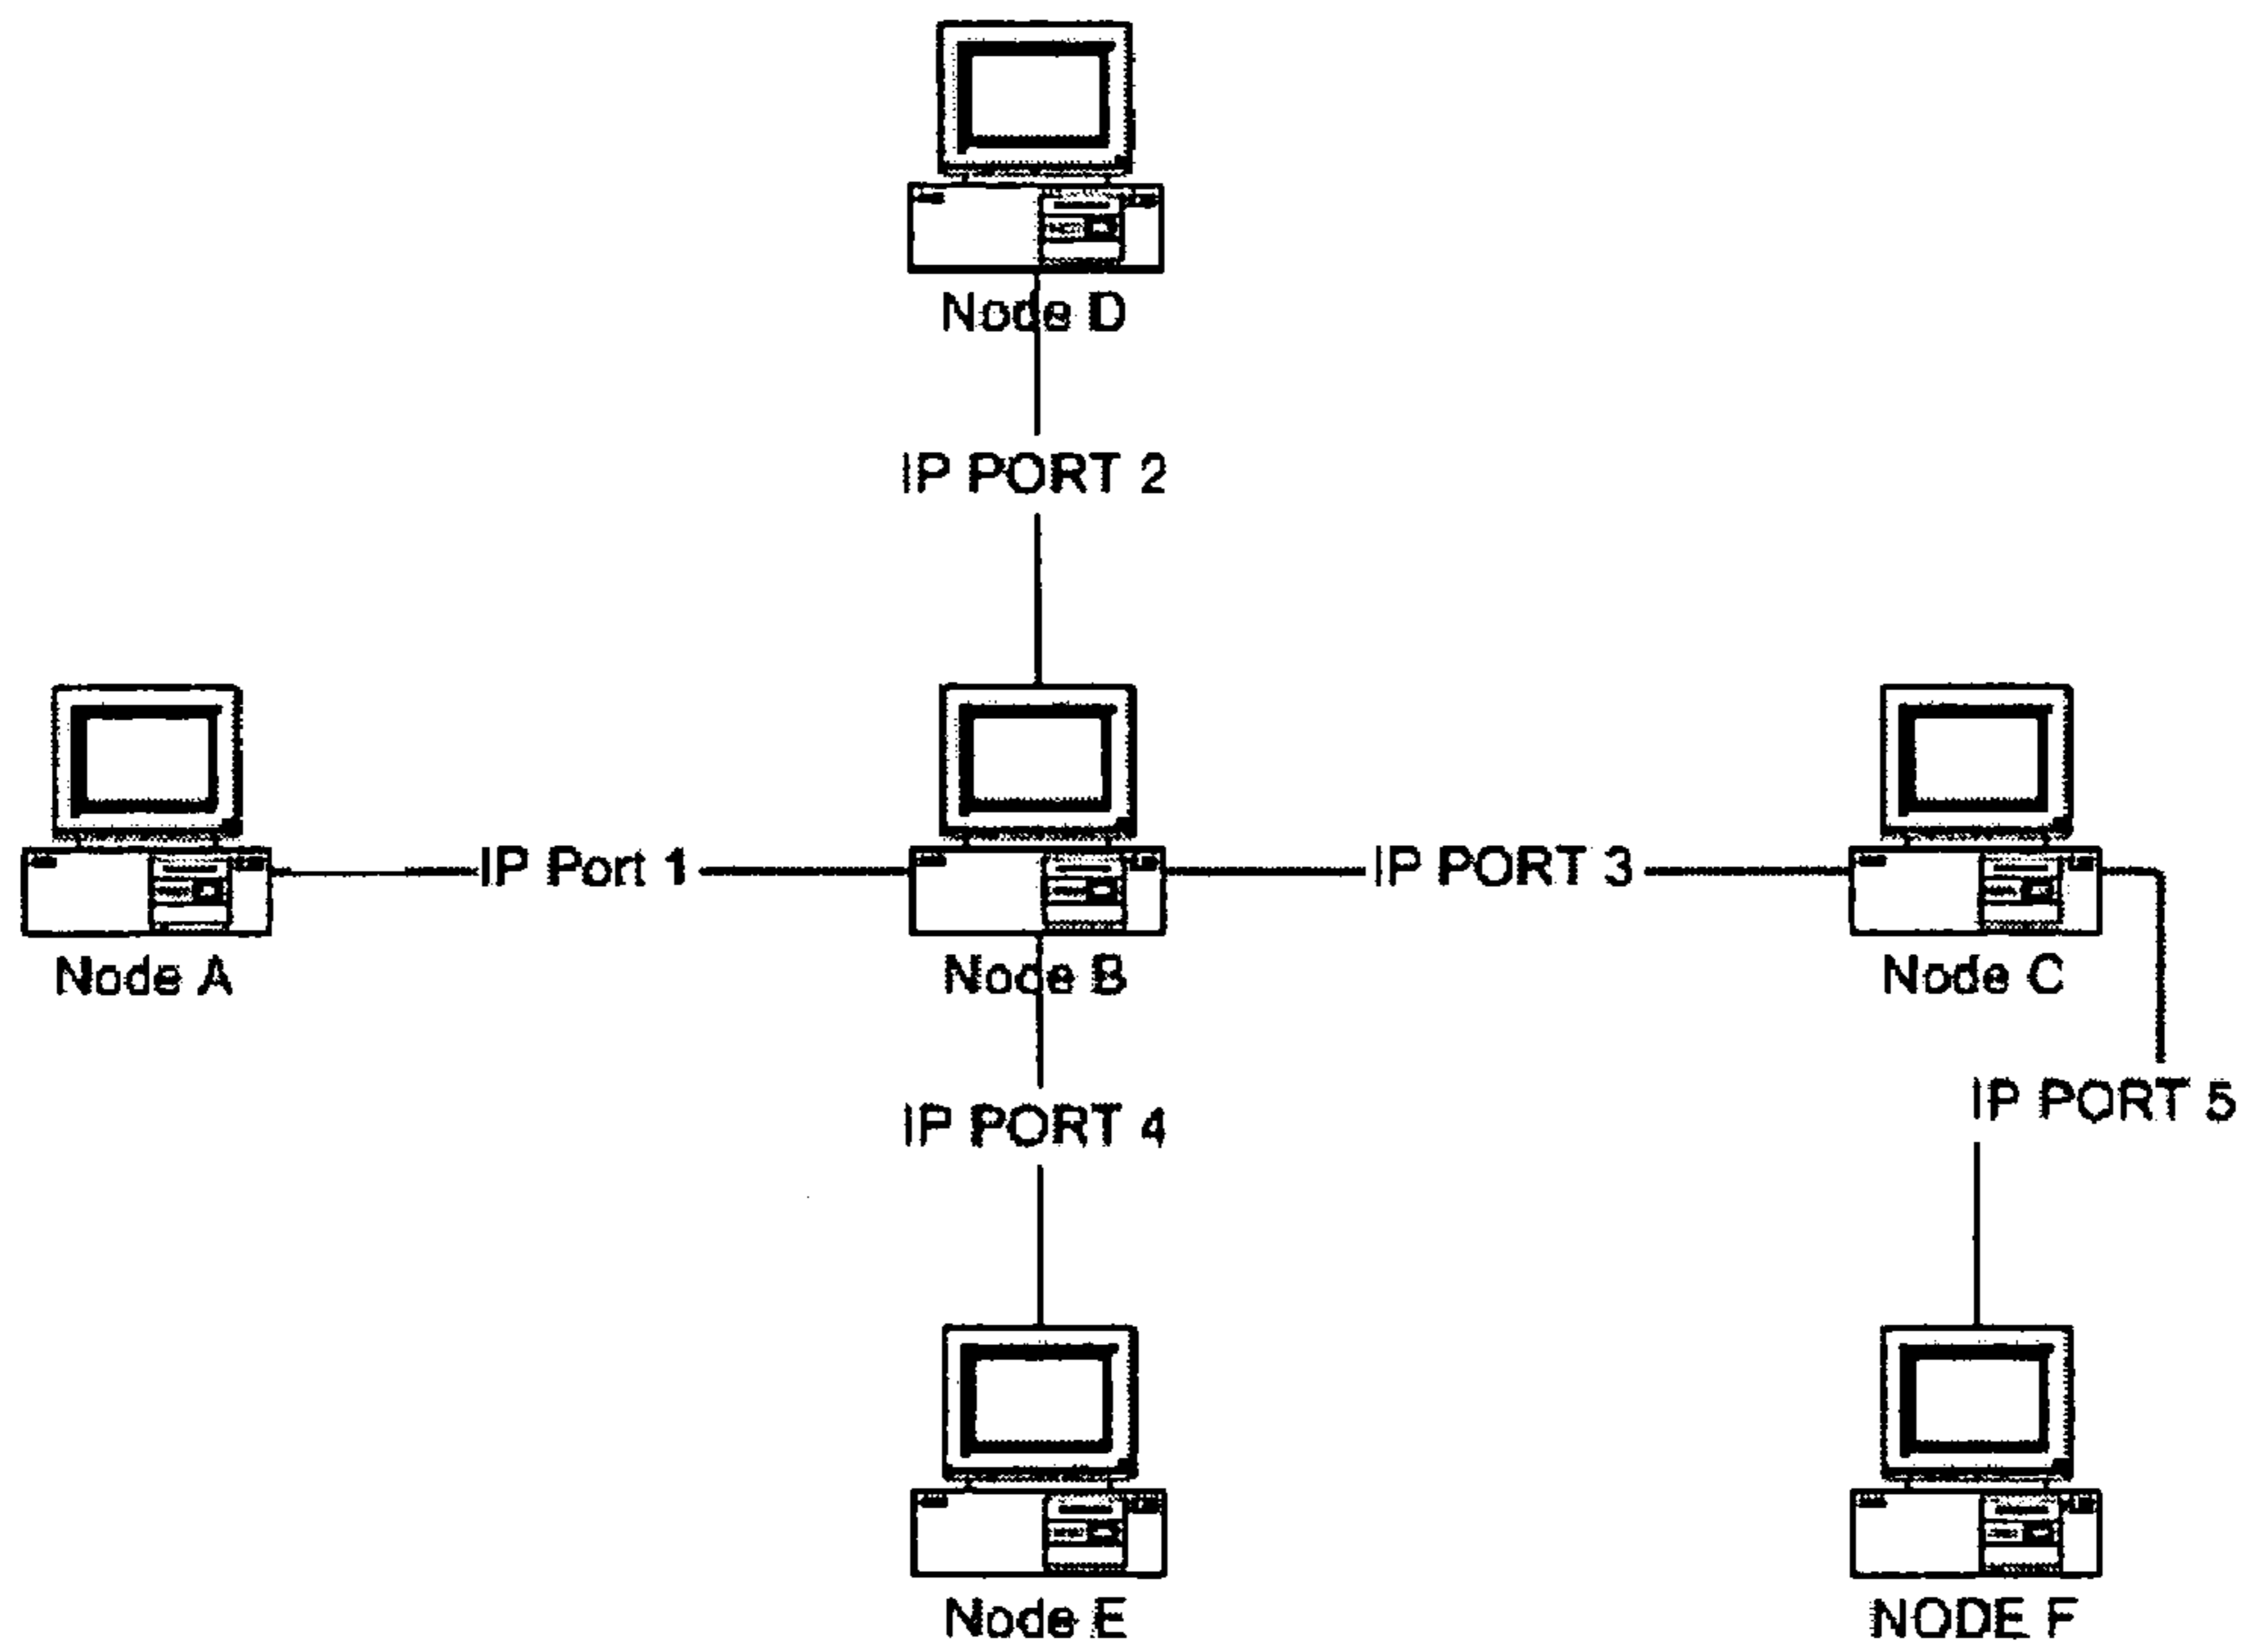 Node D
IP PORT 2
IP Port 1
IP PORT 3
Node A
Node B
Node C
IP PORT 4
IP PORT 5
Node E
NODE F